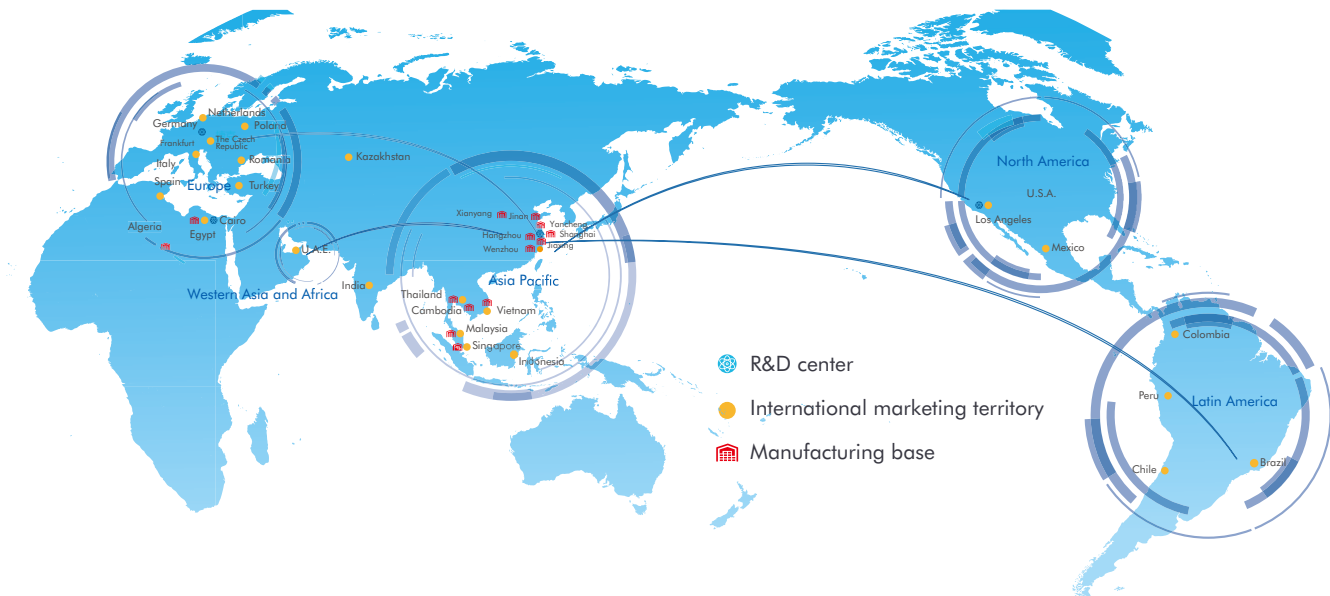 Netherlands
Germany
Poland
Frankfurt
The Czech
Republic
Italy
Romania
Spain
Europe
Turkey
Kazakhstan
Algeria
Cairo
Egypt
U.A.E.
Western Asia and Africa
India
Xianyang
Jinan
Yancheng
Hangzhou
Shanghai
Wenzhou
Jiaxing
Asia Pacific
Thailand
Cambodia
Vietnam
Malaysia
Singapore
Indonesia
North America
U.S.A.
Los Angeles
Mexico
Colombia
Peru
Latin America
Chile
Brazil
R&D center
International marketing territory
Manufacturing base